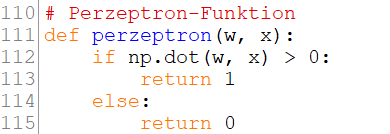 110 # Perzeptron-Funktion
111 def perzeptron(w, x):
112     if np.dot(w, x) > 0:
113         return 1
114     else:
115         return 0